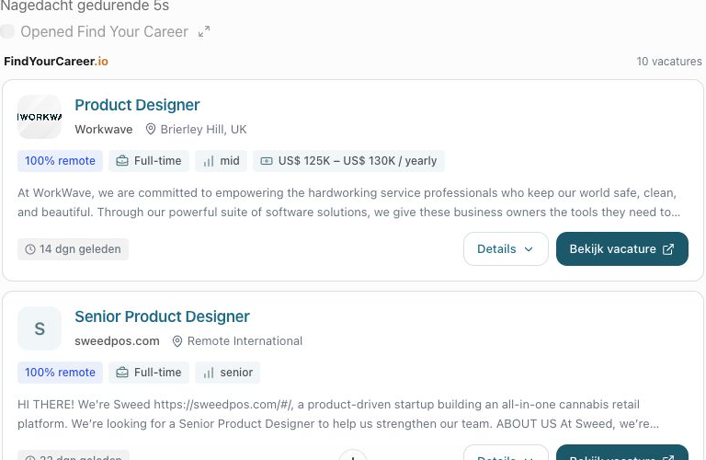 Nagedacht gedurende 5s
Opened Find Your Career
FindYourCareer.io
10 vacatures
Product Designer
Workwave
Brierley Hill, UK
100% remote
Full-time
mid
US$ 125K – US$ 130K / yearly
At WorkWave, we are committed to empowering the hardworking service professionals who keep our world safe, clean,
and beautiful. Through our powerful suite of software solutions, we give these business owners the tools they need to...
14 dgn geleden
Details
Bekijk vacature
S
Senior Product Designer
sweedpos.com
Remote International
100% remote
Full-time
senior
HI THERE! We're Sweed https://sweedpos.com/#/, a product-driven startup building an all-in-one cannabis retail
platform. We're looking for a Senior Product Designer to help us strengthen our team. ABOUT US At Sweed, we're...
dgn geleden
Details
Bekijk vacature